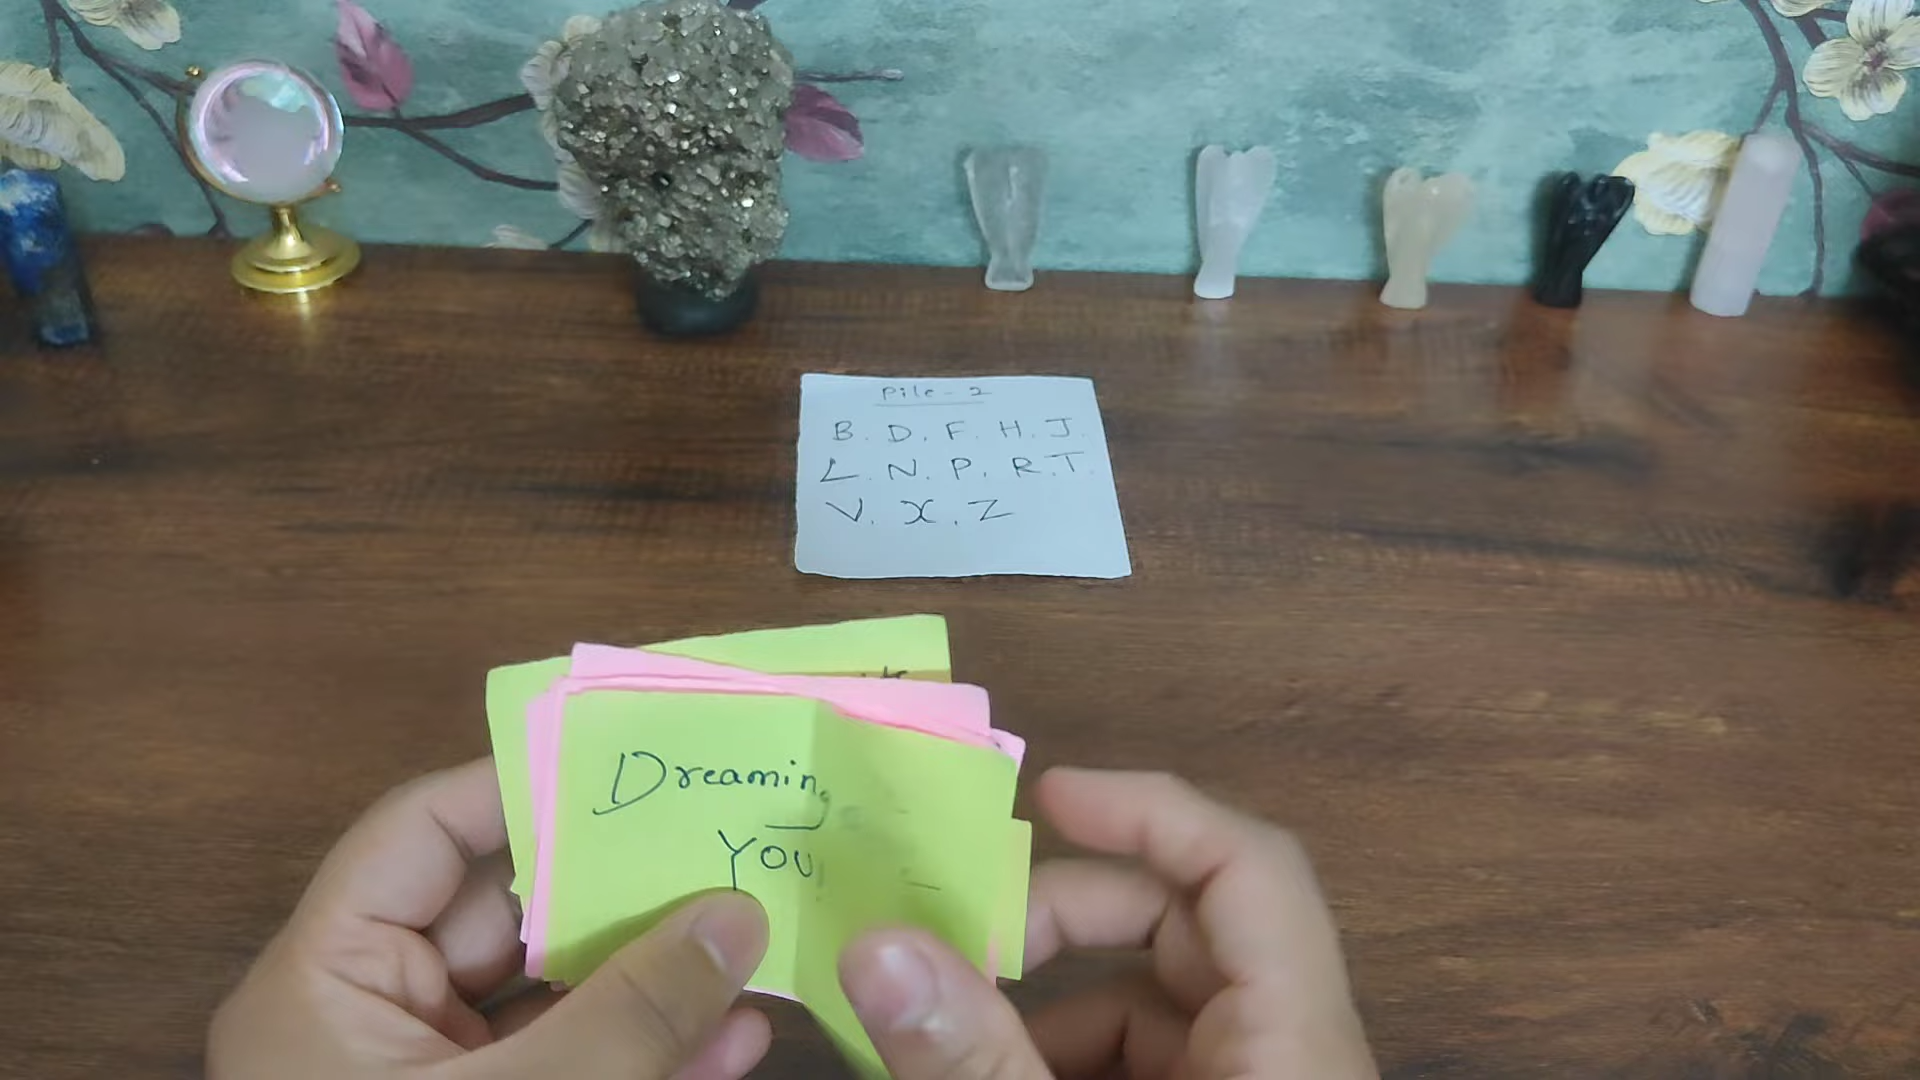 Pile - 2
B. D. F. H. J.
L. N. P. R. T.
V. X. Z
Dreaming
YOU